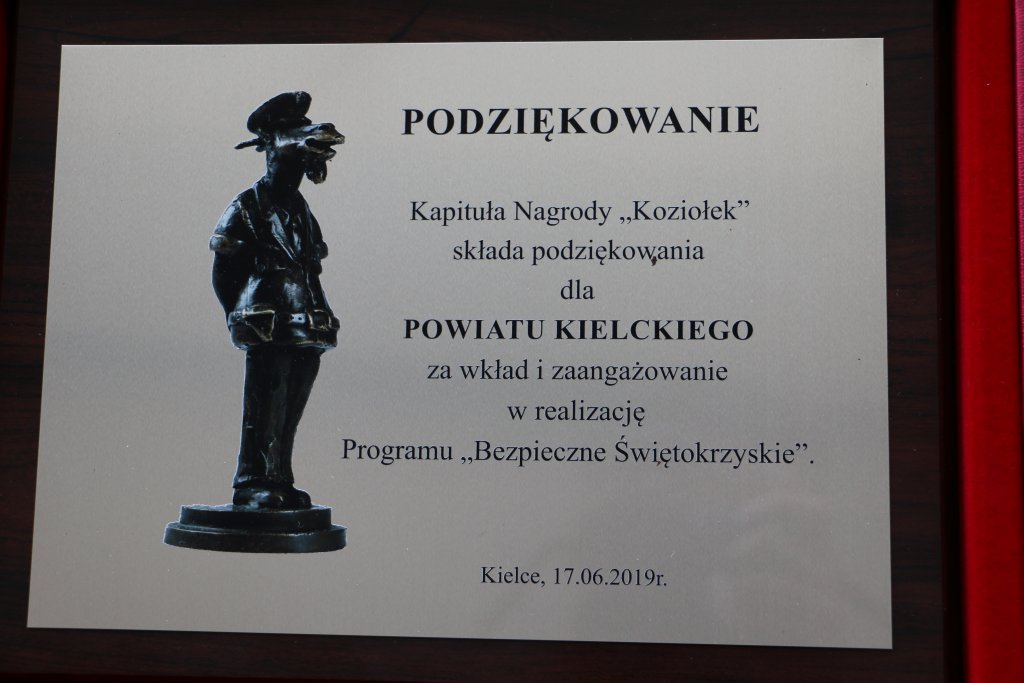 PODZIĘKOWANIE
Kapituła Nagrody „Koziołek”
składa podziękowania
dla
POWIATU KIELCKIEGO
za wkład i zaangażowanie
w realizację
Programu „Bezpieczne Świętokrzyskie”.
Kielce, 17.06.2019r.